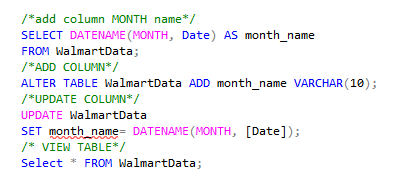 /*add column MONTH name*/
SELECT DATENAME(MONTH, Date) AS month_name
FROM WalmartData;
/*ADD COLUMN*/
ALTER TABLE WalmartData ADD month_name VARCHAR(10);
/*UPDATE COLUMN*/
UPDATE WalmartData
SET month_name= DATENAME(MONTH, [Date]);
/* VIEW TABLE*/
Select * FROM WalmartData;